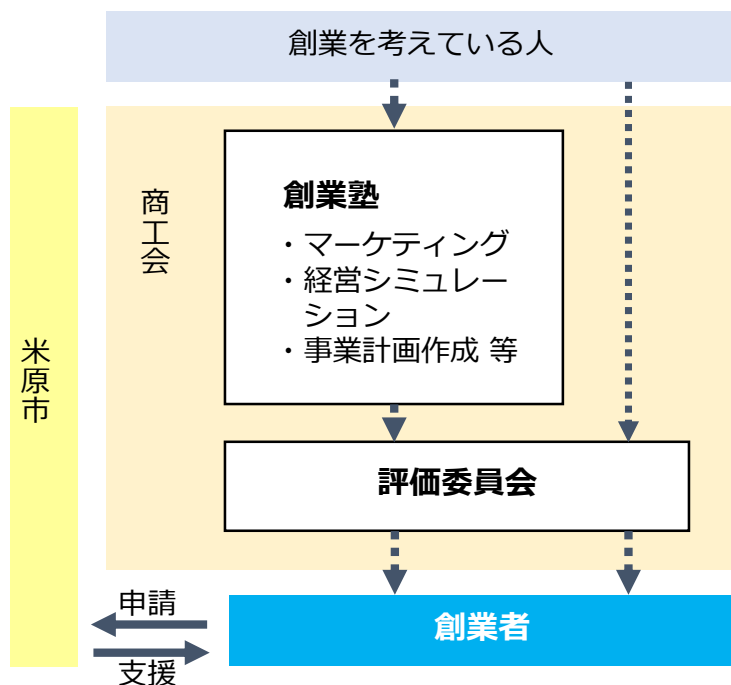 創業を考えている人
商工会
創業塾
・マーケティング
・経営シミュレー
ション
・事業計画作成 等
米原市
評価委員会
申請
創業者
支援